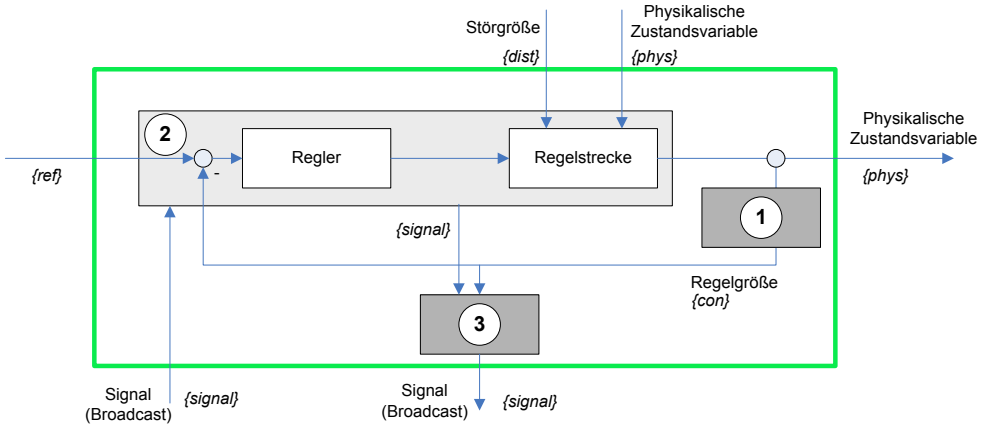 Störgröße
{dist}
Physikalische
Zustandsvariable
{phys}
2
Regler
Regelstrecke
Physikalische
Zustandsvariable
{phys}
{ref}
-
1
{signal}
Regelgröße
{con}
3
Signal
(Broadcast)
{signal}
Signal
(Broadcast)
{signal}